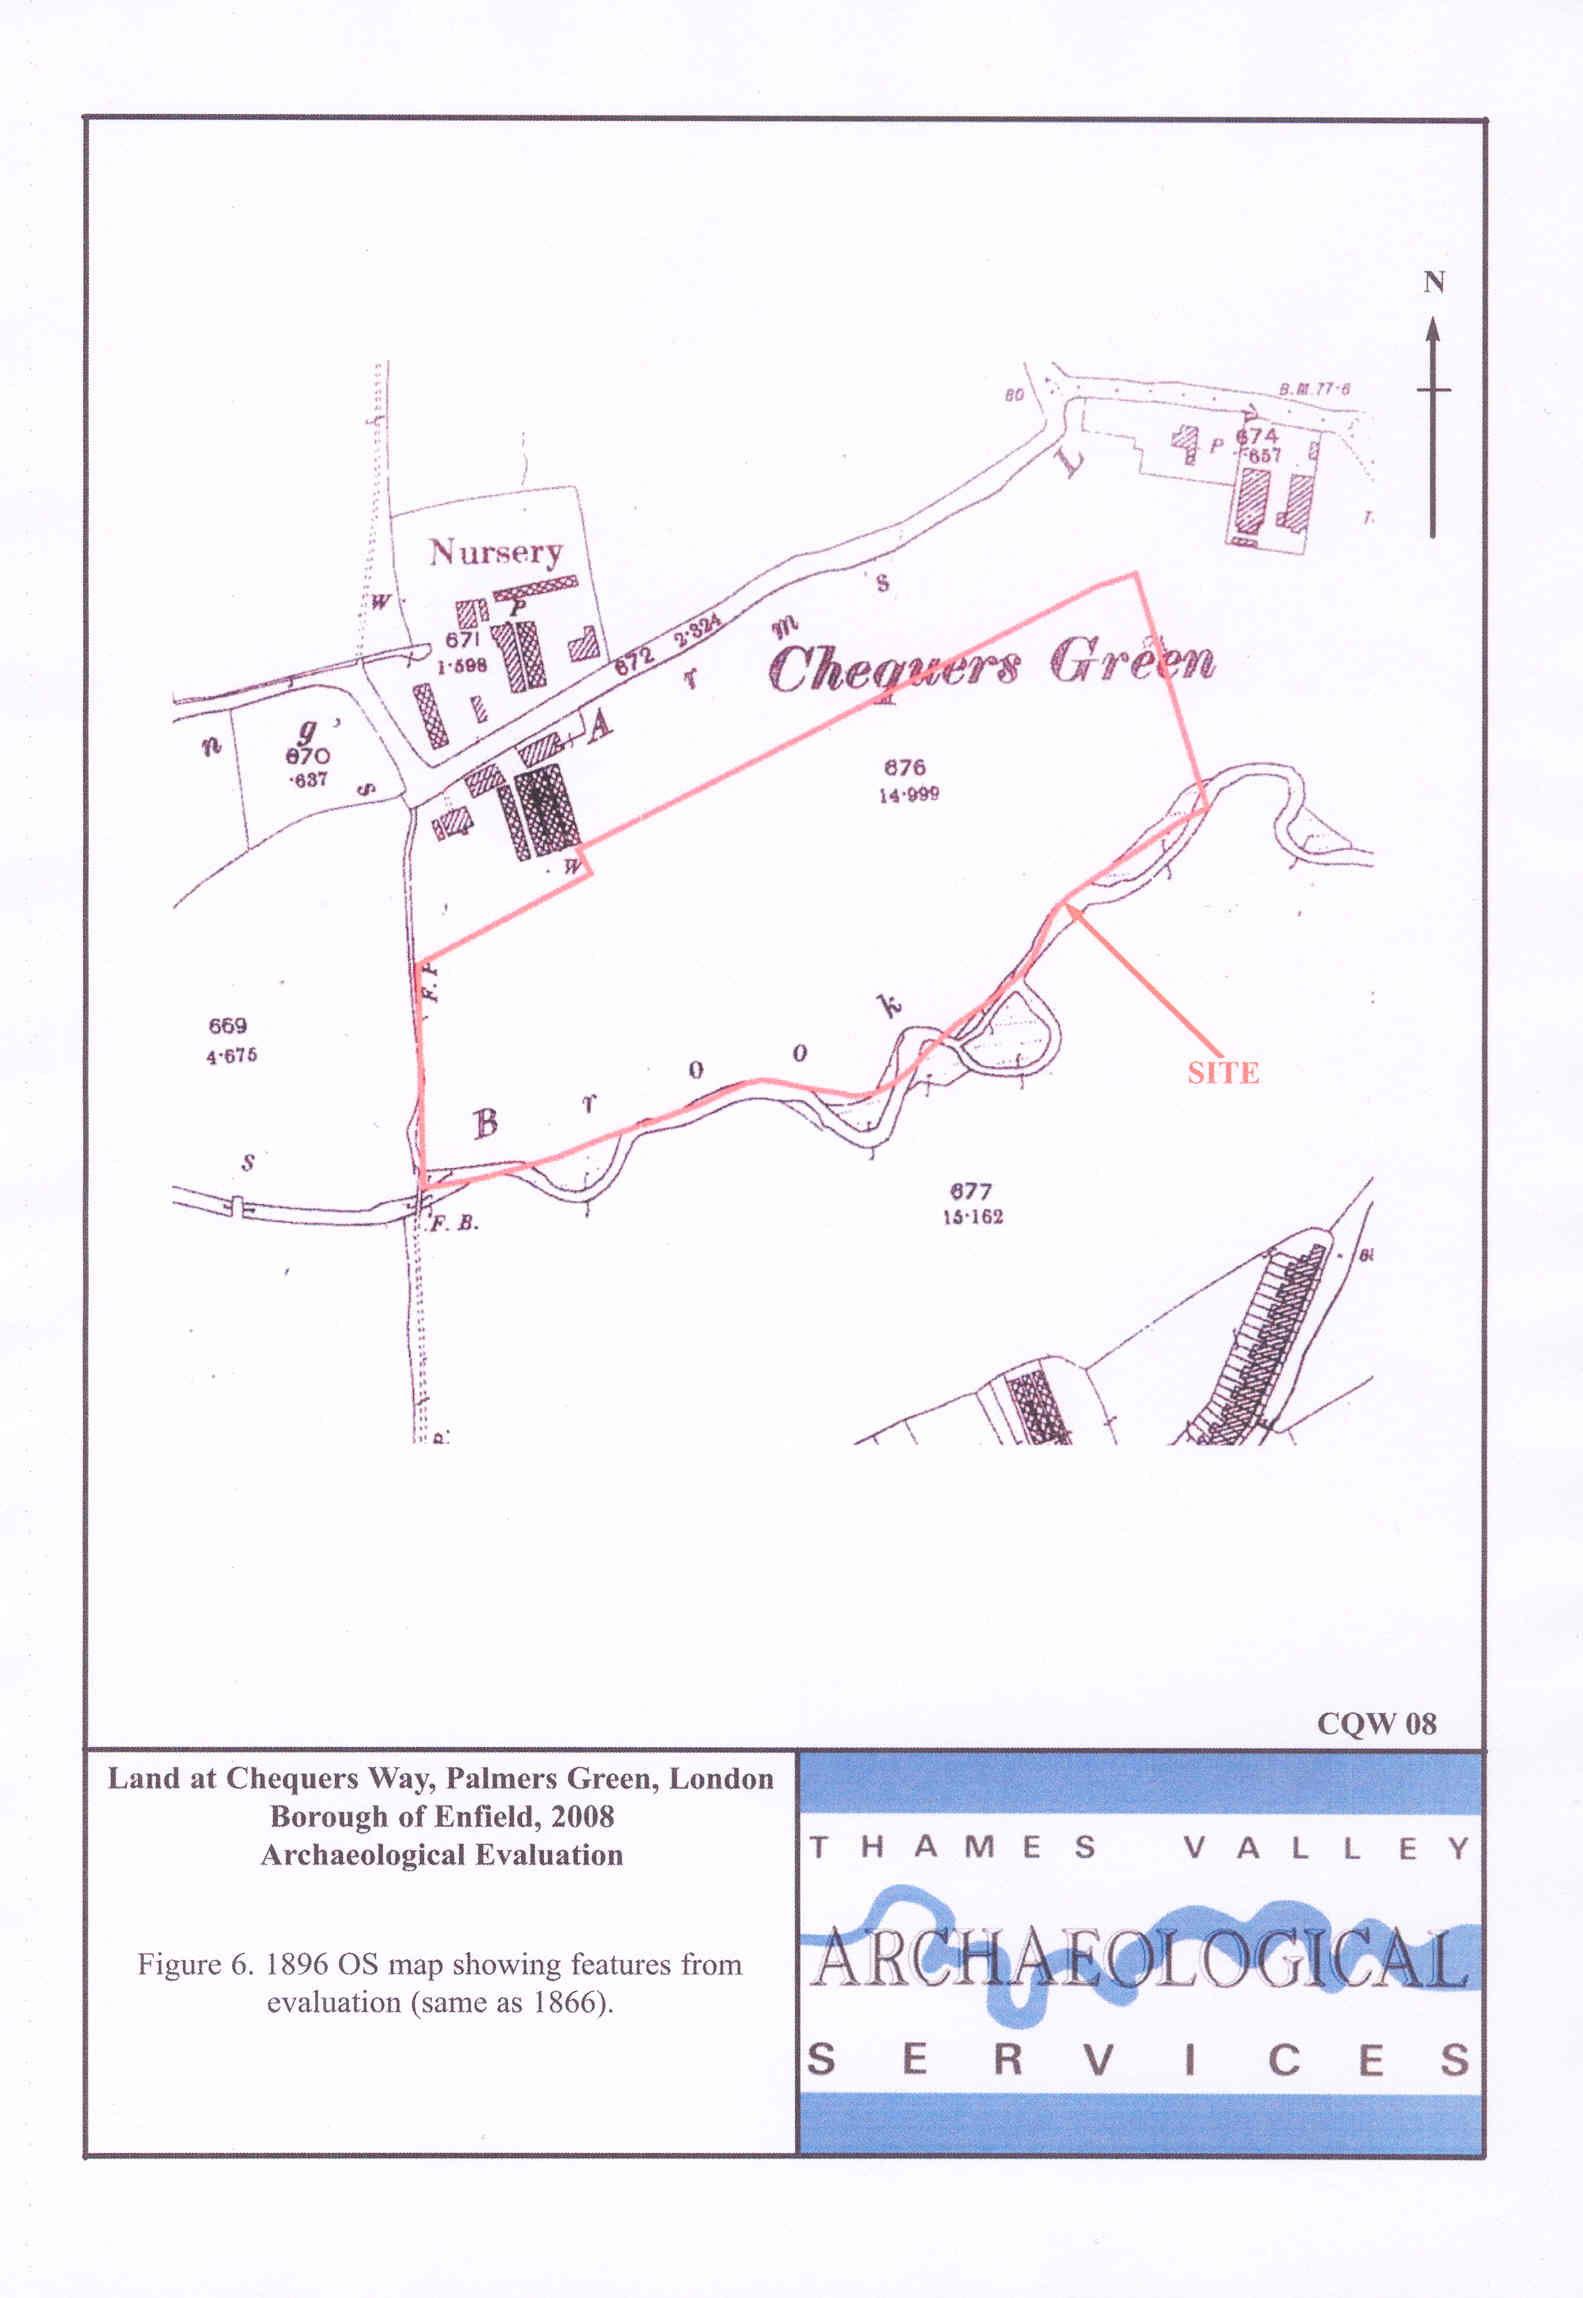 N
80
B.M. 77·6
L
P
674
·657
T.
Nursery
W
P
671
1·598
672 2·324
s
m
r
A
Chequers Green
n
g
s
670
·637
676
14·999
W
F. P
669
4·675
SITE
B r o o k
S
F. B.
677
15·162
CQW 08
Land at Chequers Way, Palmers Green, London
Borough of Enfield, 2008
Archaeological Evaluation
Figure 6. 1896 OS map showing features from
evaluation (same as 1866).
THAMES VALLEY
ARCHAEOLOGICAL
SERVICES